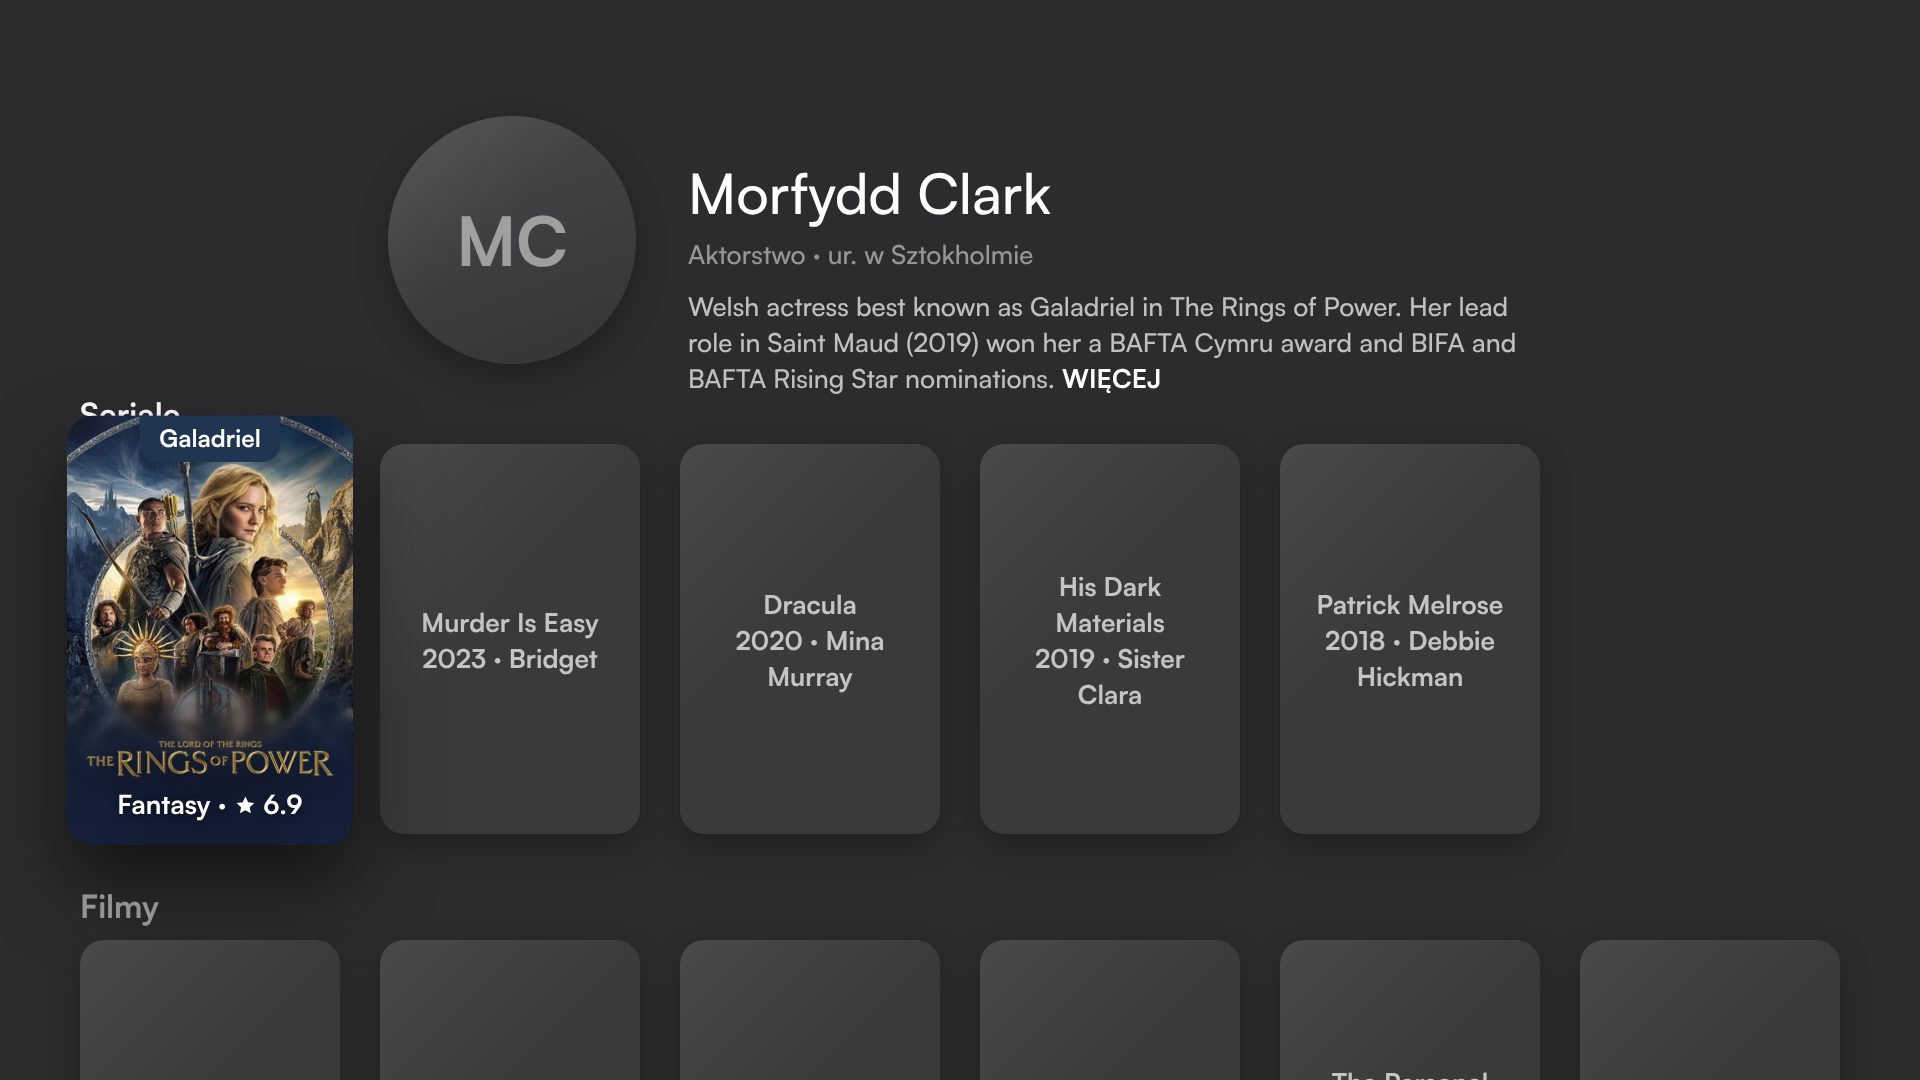 MC
Morfydd Clark
Aktorstwo · ur. w Sztokholmie
Welsh actress best known as Galadriel in The Rings of Power. Her lead
role in Saint Maud (2019) won her a BAFTA Cymru award and BIFA and
BAFTA Rising Star nominations. WIĘCEJ
Seriale
Galadriel
THE LORD OF THE RINGS
THE RINGS OF POWER
Fantasy · ★ 6.9
Murder Is Easy
2023 · Bridget
Dracula
2020 · Mina
Murray
His Dark
Materials
2019 · Sister
Clara
Patrick Melrose
2018 · Debbie
Hickman
Filmy
The Personal